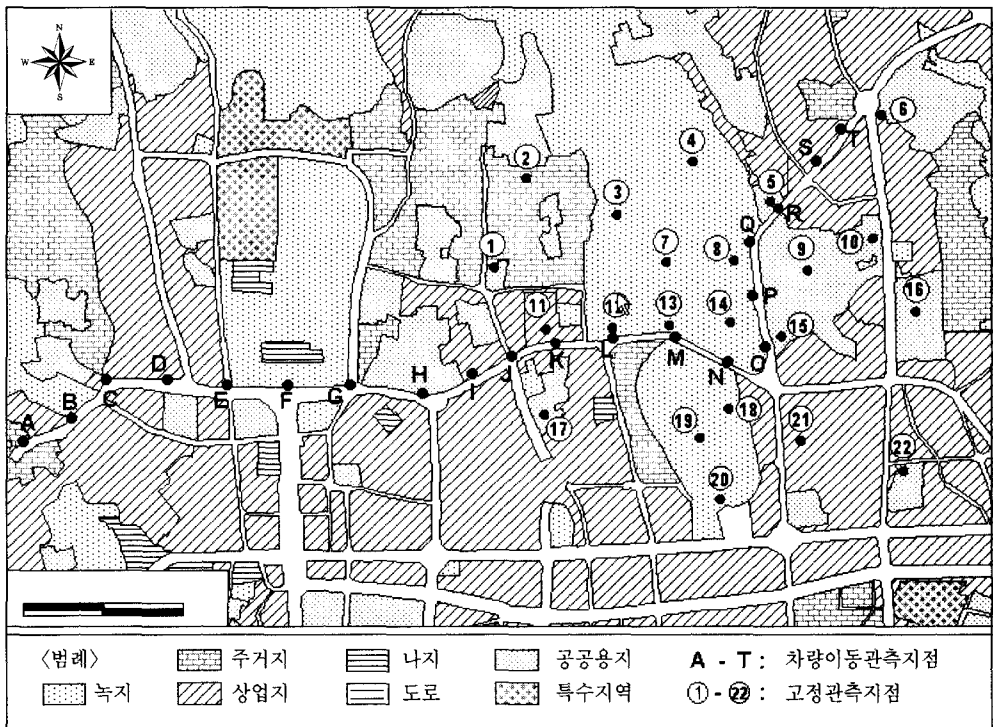 N
W E
S
2
4
6
T
S
3
5
R
Q
10
1
7
8
9
16
11
12
13
14
P
K
L
15
D
J
M
O
C
E
F
G
H
I
N
B
A
17
18
19
21
22
20
〈범례〉 주거지 나지 공공용지 A - T : 차량이동관측지점
녹지 상업지 도로 특수지역 ① - ㉒ : 고정관측지점